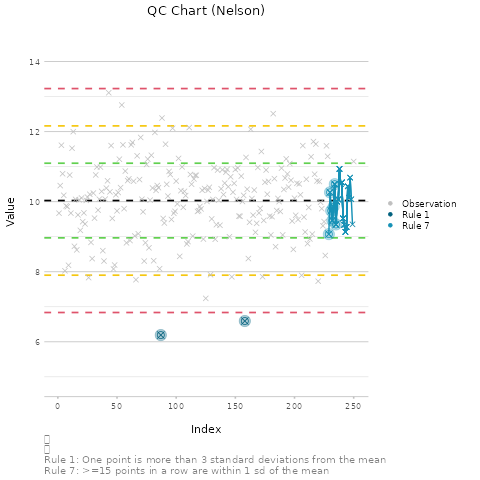 QC Chart (Nelson)
14
12
10
8
6
Value
0
50
100
150
200
250
Index
Observation
Rule 1
Rule 7
Rule 1: One point is more than 3 standard deviations from the mean
Rule 7: >=15 points in a row are within 1 sd of the mean